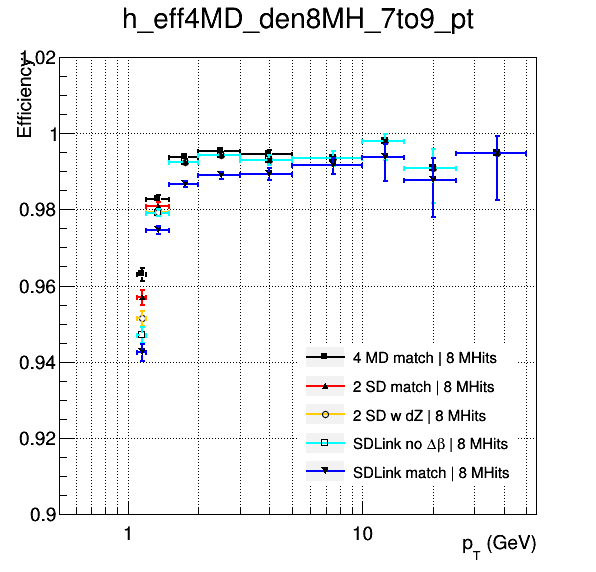 h_eff4MD_den8MH_7to9_pt
Efficiency
1.02
1
0.98
0.96
0.94
0.92
0.9
4 MD match | 8 MHits
2 SD match | 8 MHits
2 SD w dZ | 8 MHits
SDLink no Δβ | 8 MHits
SDLink match | 8 MHits
1
10
p_T (GeV)